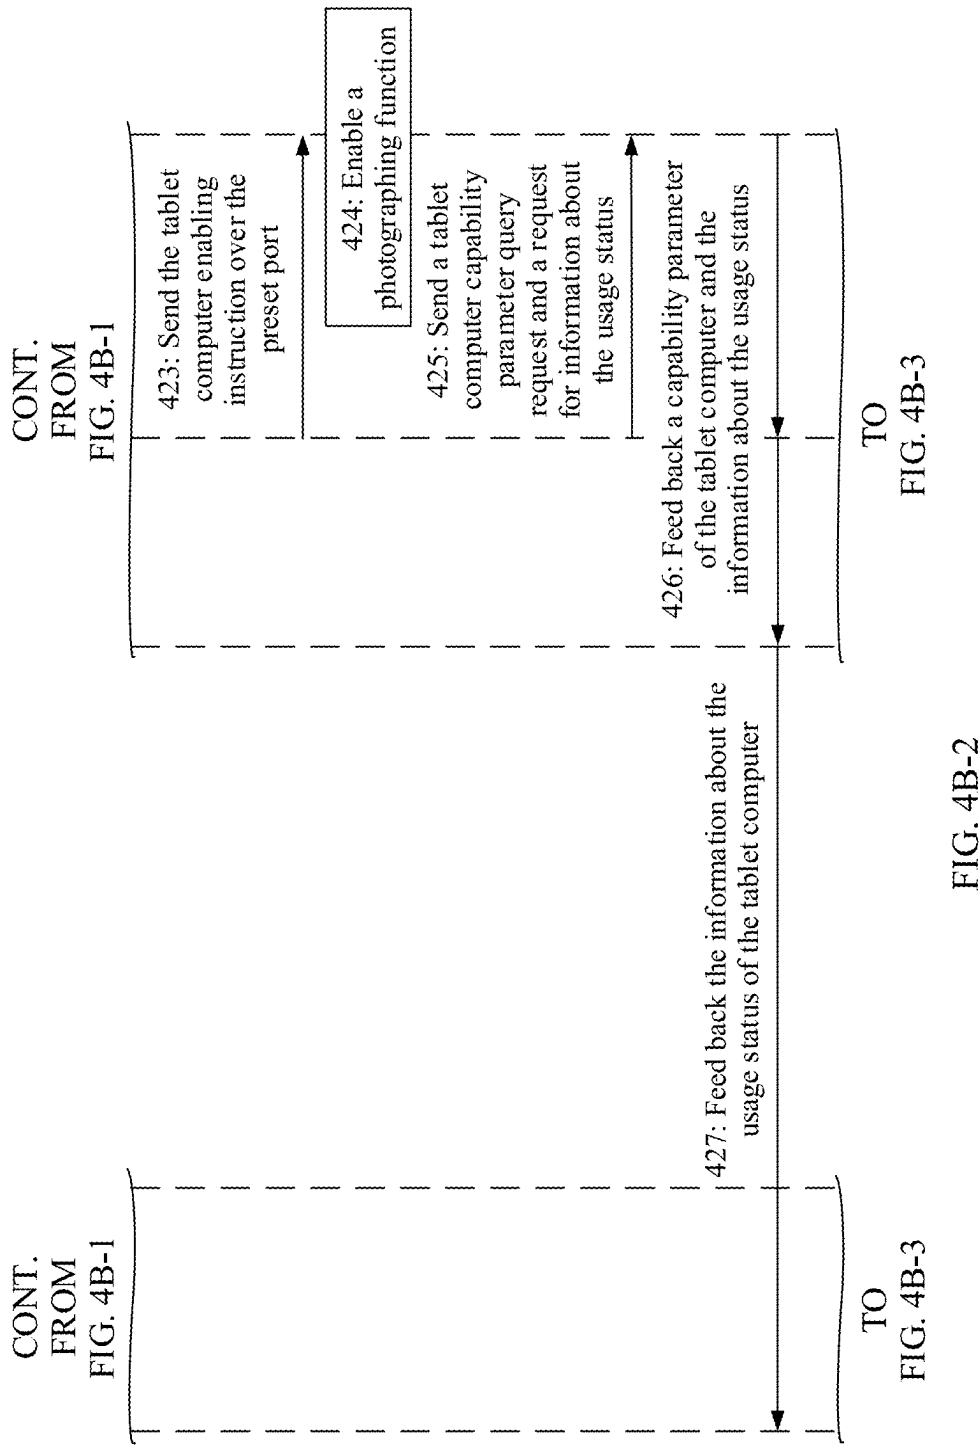 CONT.
FROM
FIG. 4B-1
CONT.
FROM
FIG. 4B-1
423: Send the tablet
computer enabling
instruction over the
preset port
424: Enable a
photographing function
425: Send a tablet
computer capability
parameter query
request and a request
for information about
the usage status
426: Feed back a capability parameter
of the tablet computer and the
information about the usage status
427: Feed back the information about the
usage status of the tablet computer
TO
FIG. 4B-3
TO
FIG. 4B-3
FIG. 4B-2